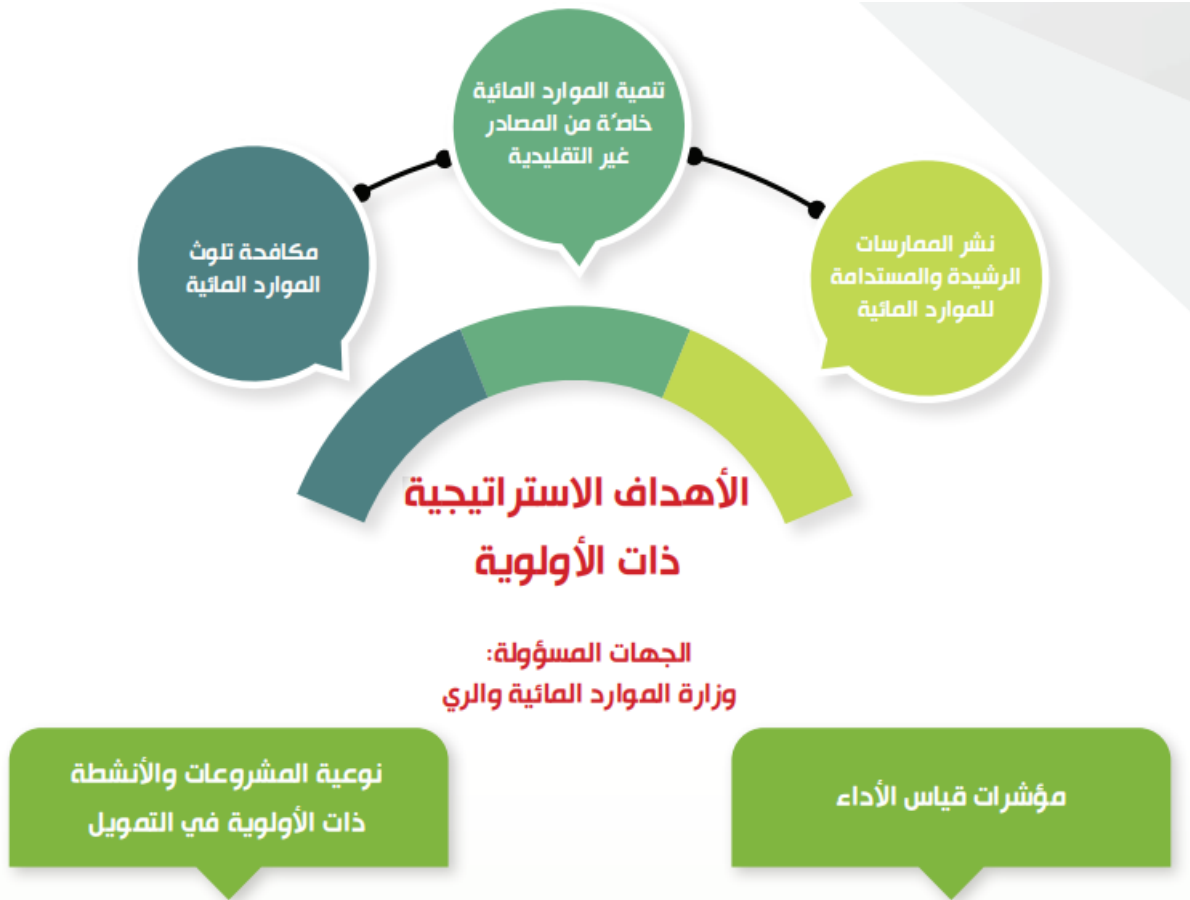 تنمية الموارد المائية
خاصّة من المصادر
غير التقليدية
نشر الممارسات
الرشيدة والمستدامة
للموارد المائية
مكافحة تلوث
الموارد المائية
الأهداف الاستراتيجية
ذات الأولوية
الجهات المسؤولة:
وزارة الموارد المائية والري
مؤشرات قياس الأداء
نوعية المشروعات والأنشطة
ذات الأولوية في التمويل